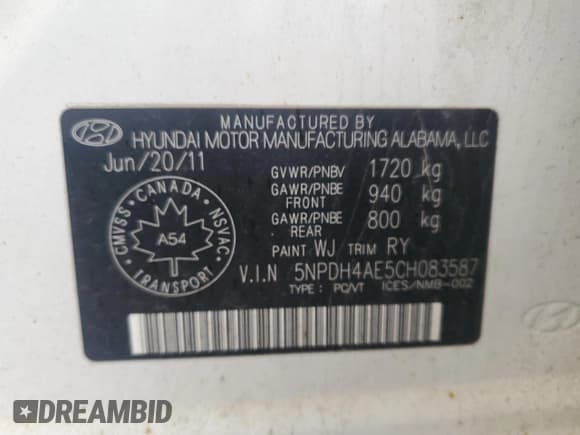 MANUFACTURED BY
HYUNDAI MOTOR MANUFACTURING ALABAMA, LLC
Jun/20/11
GVWR/PNBV 1720 kg
GAWR/PNBE FRONT 940 kg
GAWR/PNBE REAR 800 kg
CANADA
CMVSS
NSVAC
A54
PAINT WJ TRIM RY
V.I.N 5NPDH4AE5CH083587
TYPE : PC/VT ICES/NMB-002
DREAMBID